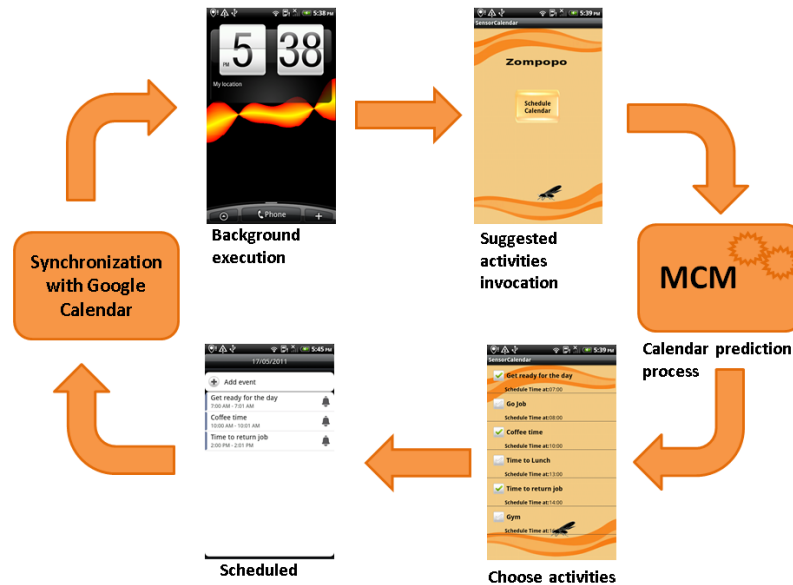 5:38 PM
PM 5 38
My location
Phone
Background
execution
5:39 PM
SensorCalendar
Zompopo
Schedule
Calendar
Suggested
activities
invocation
MCM
Calendar prediction
process
5:39 PM
SensorCalendar
Get ready for the day
Schedule Time at:07:00
Go Job
Schedule Time at:08:00
Coffee time
Schedule Time at:10:00
Time to Lunch
Schedule Time at:13:00
Time to return job
Schedule Time at:14:00
Gym
Schedule Time at:
Choose activities
5:45 PM
17/05/2011
Add event
Get ready for the day
7:00 AM - 7:01 AM
Coffee time
10:00 AM - 10:01 AM
Time to return job
2:00 PM - 2:01 PM
Scheduled
Synchronization
with Google
Calendar